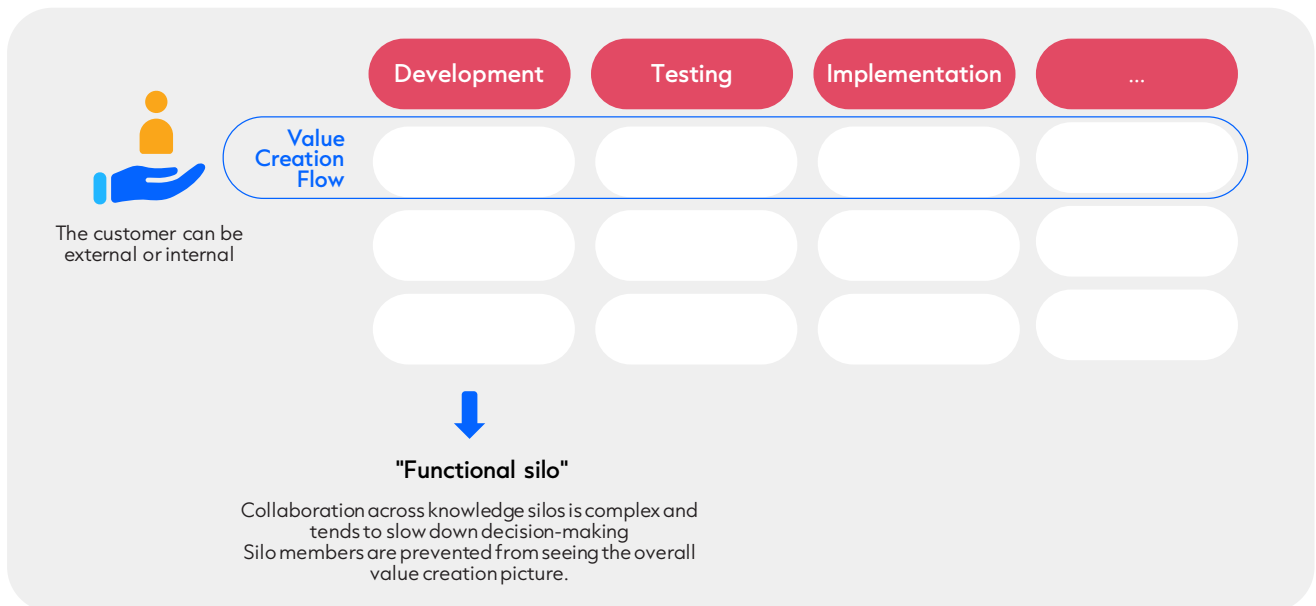 Development
Testing
Implementation
...
Value
Creation
Flow
The customer can be
external or internal
"Functional silo"
Collaboration across knowledge silos is complex and
tends to slow down decision-making
Silo members are prevented from seeing the overall
value creation picture.